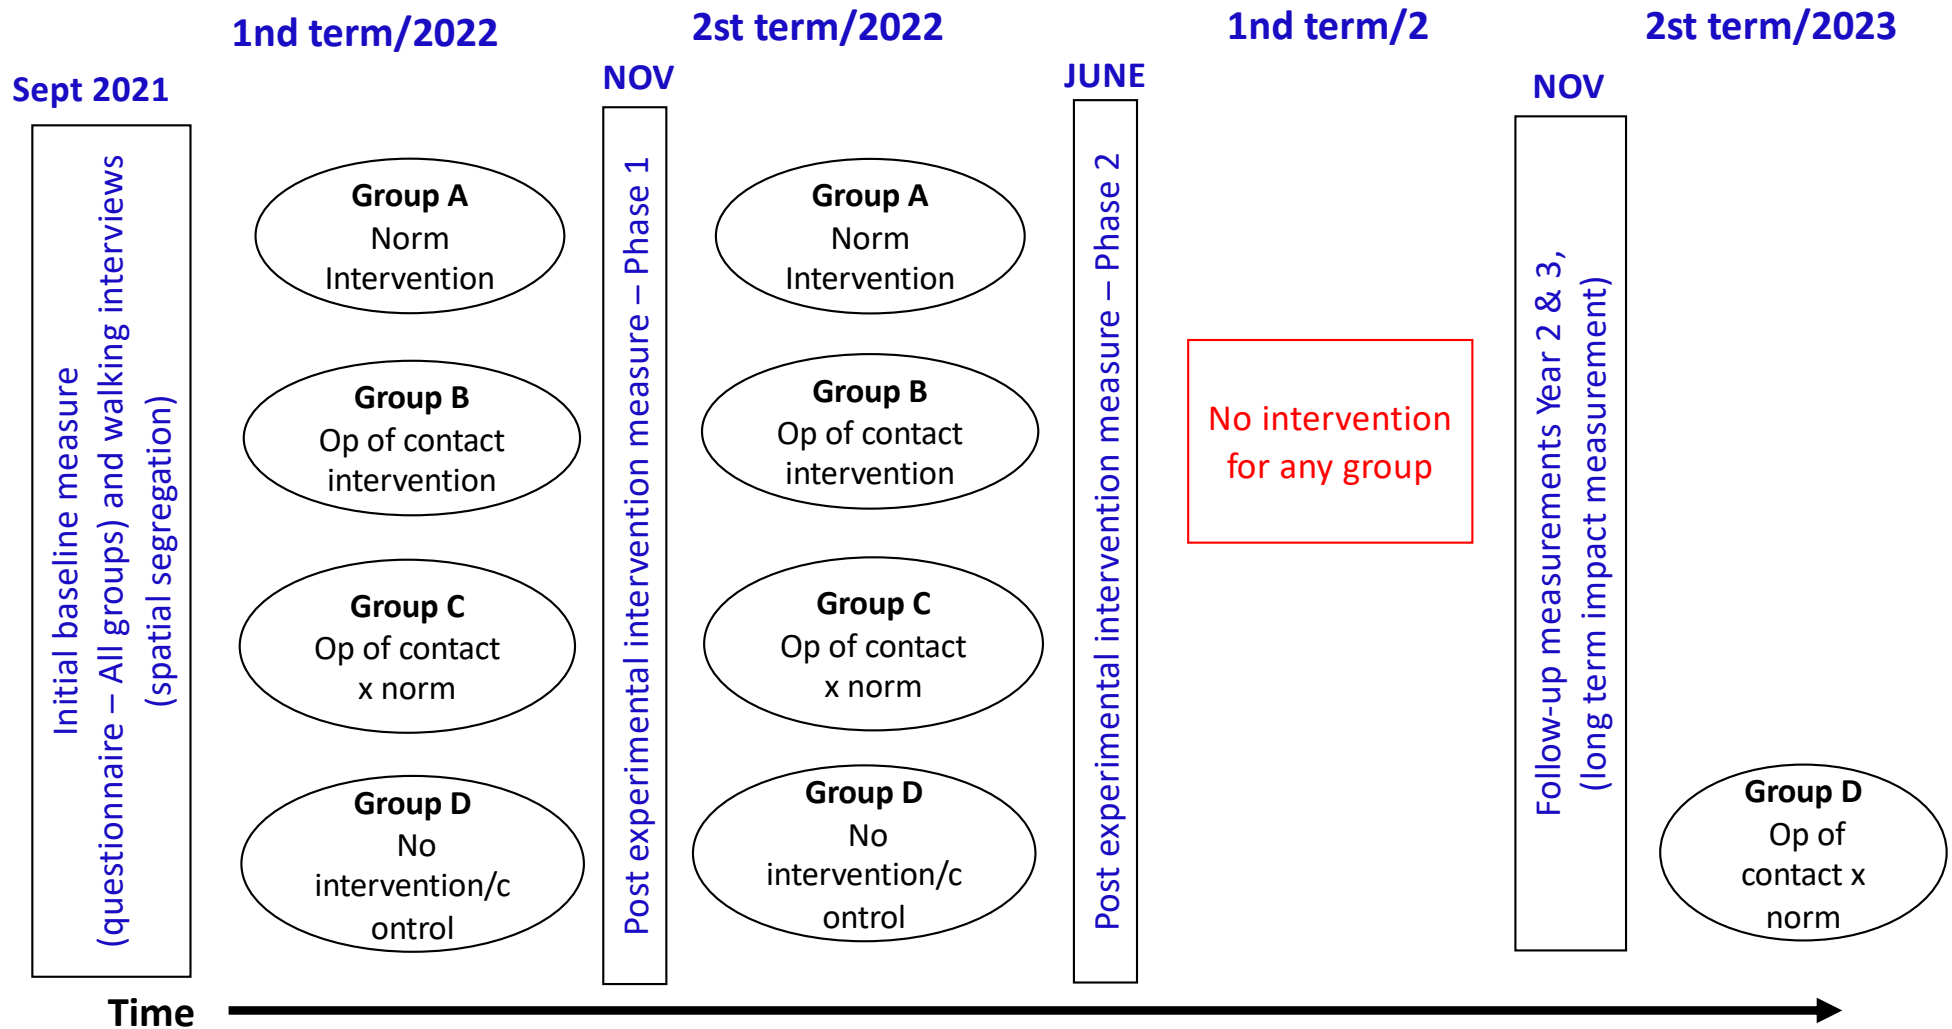 1nd term/2022
2st term/2022
1nd term/2
2st term/2023
Sept 2021
NOV
JUNE
NOV
Initial baseline measure
(questionnaire – All groups) and walking interviews
(spatial segregation)
Group A
Norm
Intervention
Group B
Op of contact
intervention
Group C
Op of contact
x norm
Group D
No
intervention/c
ontrol
Post experimental intervention measure – Phase 1
Group A
Norm
Intervention
Group B
Op of contact
intervention
Group C
Op of contact
x norm
Group D
No
intervention/c
ontrol
Post experimental intervention measure – Phase 2
No intervention
for any group
Follow-up measurements Year 2 & 3,
(long term impact measurement)
Group D
Op of
contact x
norm
Time